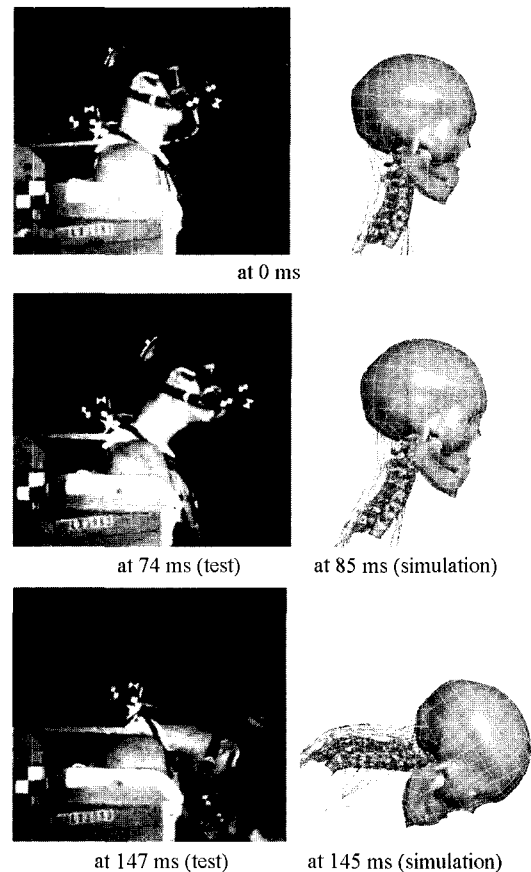 at 0 ms
at 74 ms (test)
at 85 ms (simulation)
at 147 ms (test)
at 145 ms (simulation)